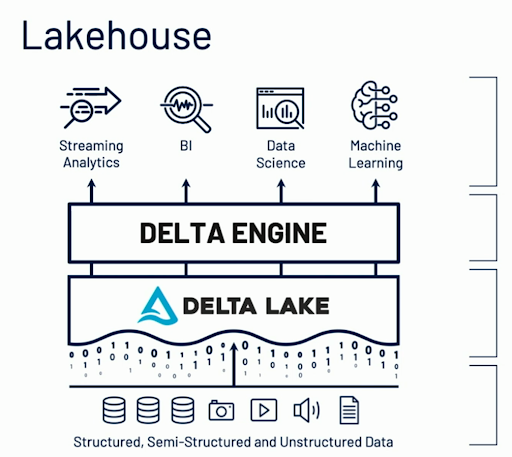 Lakehouse
Streaming Analytics
BI
Data Science
Machine Learning
DELTA ENGINE
DELTA LAKE
Structured, Semi-Structured and Unstructured Data